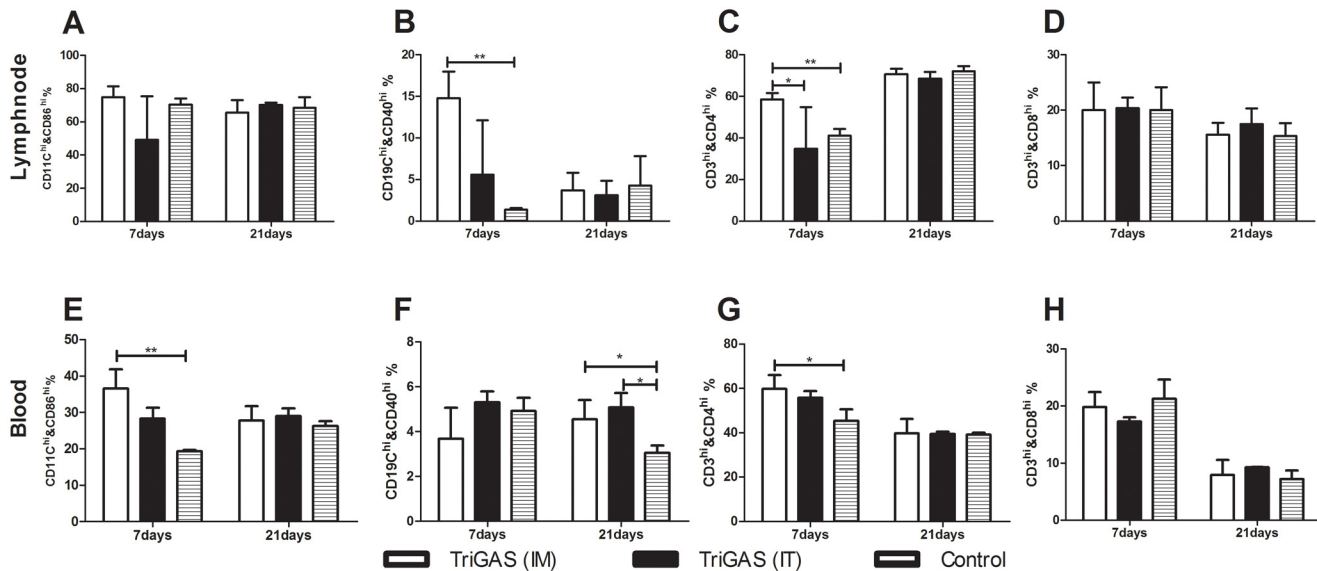 A
B
C
D
Lymphnode
CD11C^hi&CD86^hi%
100
80
60
40
20
0
7days
21days
CD19C^hi&CD40^hi %
20
15
10
5
0
**
7days
21days
CD3^hi&CD4^hi %
80
60
40
20
0
**
*
7days
21days
CD3^hi&CD8^hi %
30
20
10
0
7days
21days
E
F
G
H
Blood
CD11C^hi&CD86^hi%
50
40
30
20
10
0
**
7days
21days
CD19C^hi&CD40^hi %
8
6
4
2
0
*
*
7days
21days
CD3^hi&CD4^hi %
80
60
40
20
0
*
7days
21days
CD3^hi&CD8^hi %
30
20
10
0
7days
21days
TriGAS (IM)
TriGAS (IT)
Control